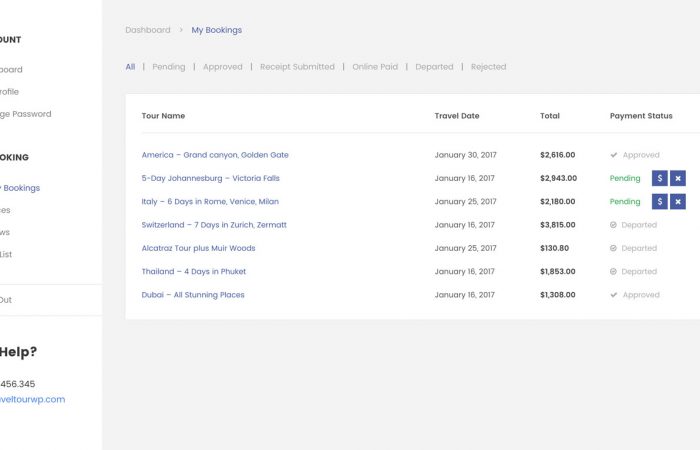 OUNT
board
rofile
ge Password
OOKING
y Bookings
ces
ws
List
Out
Help?
456.345
aveltourwp.com
Dashboard > My Bookings
All | Pending | Approved | Receipt Submitted | Online Paid | Departed | Rejected
Tour Name Travel Date Total Payment Status
America – Grand canyon, Golden Gate January 30, 2017 $2,616.00 Approved
5-Day Johannesburg – Victoria Falls January 16, 2017 $2,943.00 Pending $
Italy – 6 Days in Rome, Venice, Milan January 25, 2017 $2,180.00 Pending $
Switzerland – 7 Days in Zurich, Zermatt January 16, 2017 $3,815.00 Departed
Alcatraz Tour plus Muir Woods January 25, 2017 $130.80 Departed
Thailand – 4 Days in Phuket January 16, 2017 $1,853.00 Departed
Dubai – All Stunning Places January 16, 2017 $1,308.00 Approved